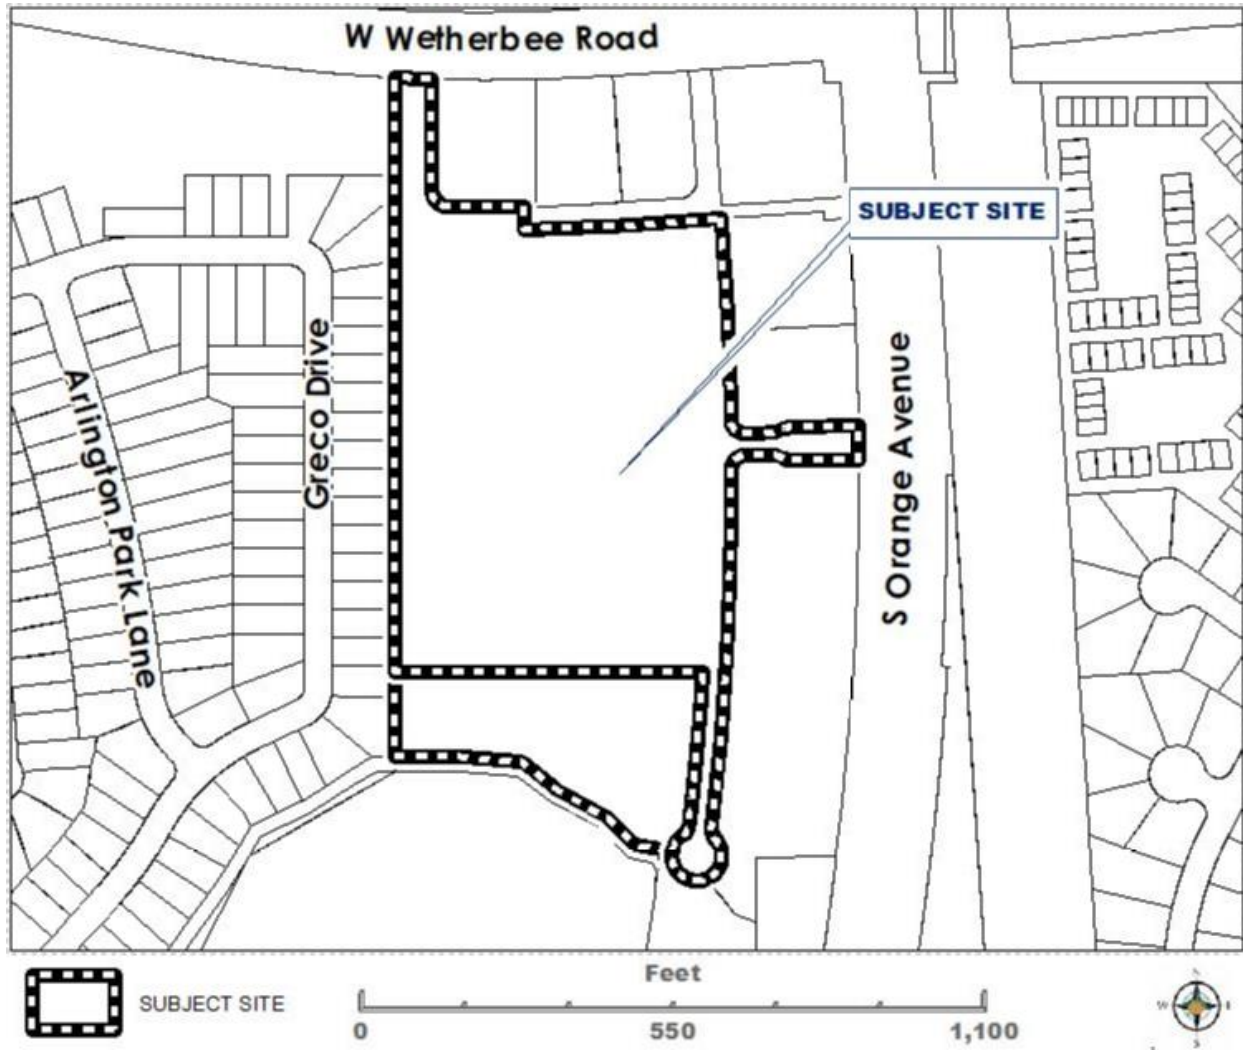 W Wetherbee Road
SUBJECT SITE
Greco Drive
Arlington Park Lane
S Orange Avenue
SUBJECT SITE
Feet
0 550 1,100
W
S